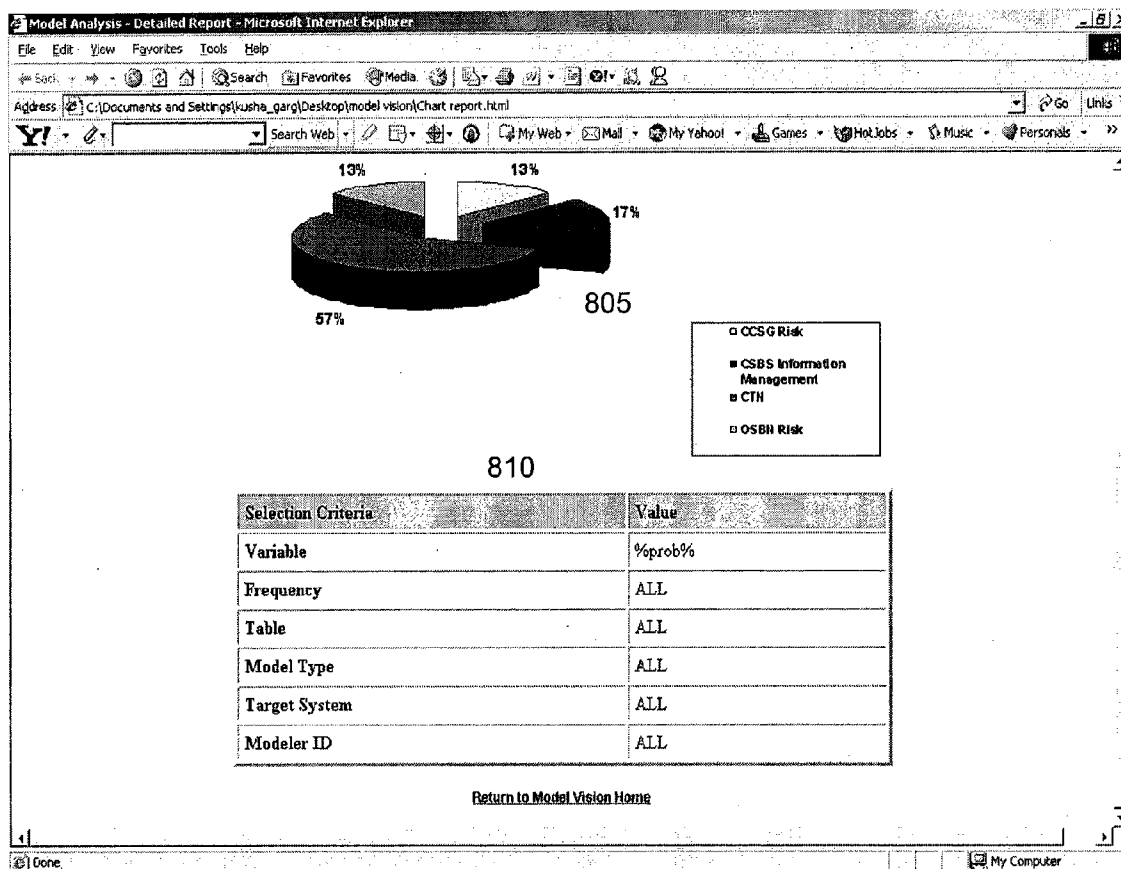 Model Analysis - Detailed Report - Microsoft Internet Explorer
File Edit View Favorites Tools Help
Back Search Favorites Media
Address C:\Documents and Settings\kusha_garg\Desktop\model vision\Chart report.html Go Links
Y! Search Web My Web Mail My Yahoo! Games HotJobs Music Personals »
13% 13%
17%
57%
805
CCSG Risk
CSBS Information
Management
CTN
OSBN Risk
810
Selection Criteria Value
Variable %prob%
Frequency ALL
Table ALL
Model Type ALL
Target System ALL
Modeler ID ALL
Return to Model Vision Home
Done My Computer